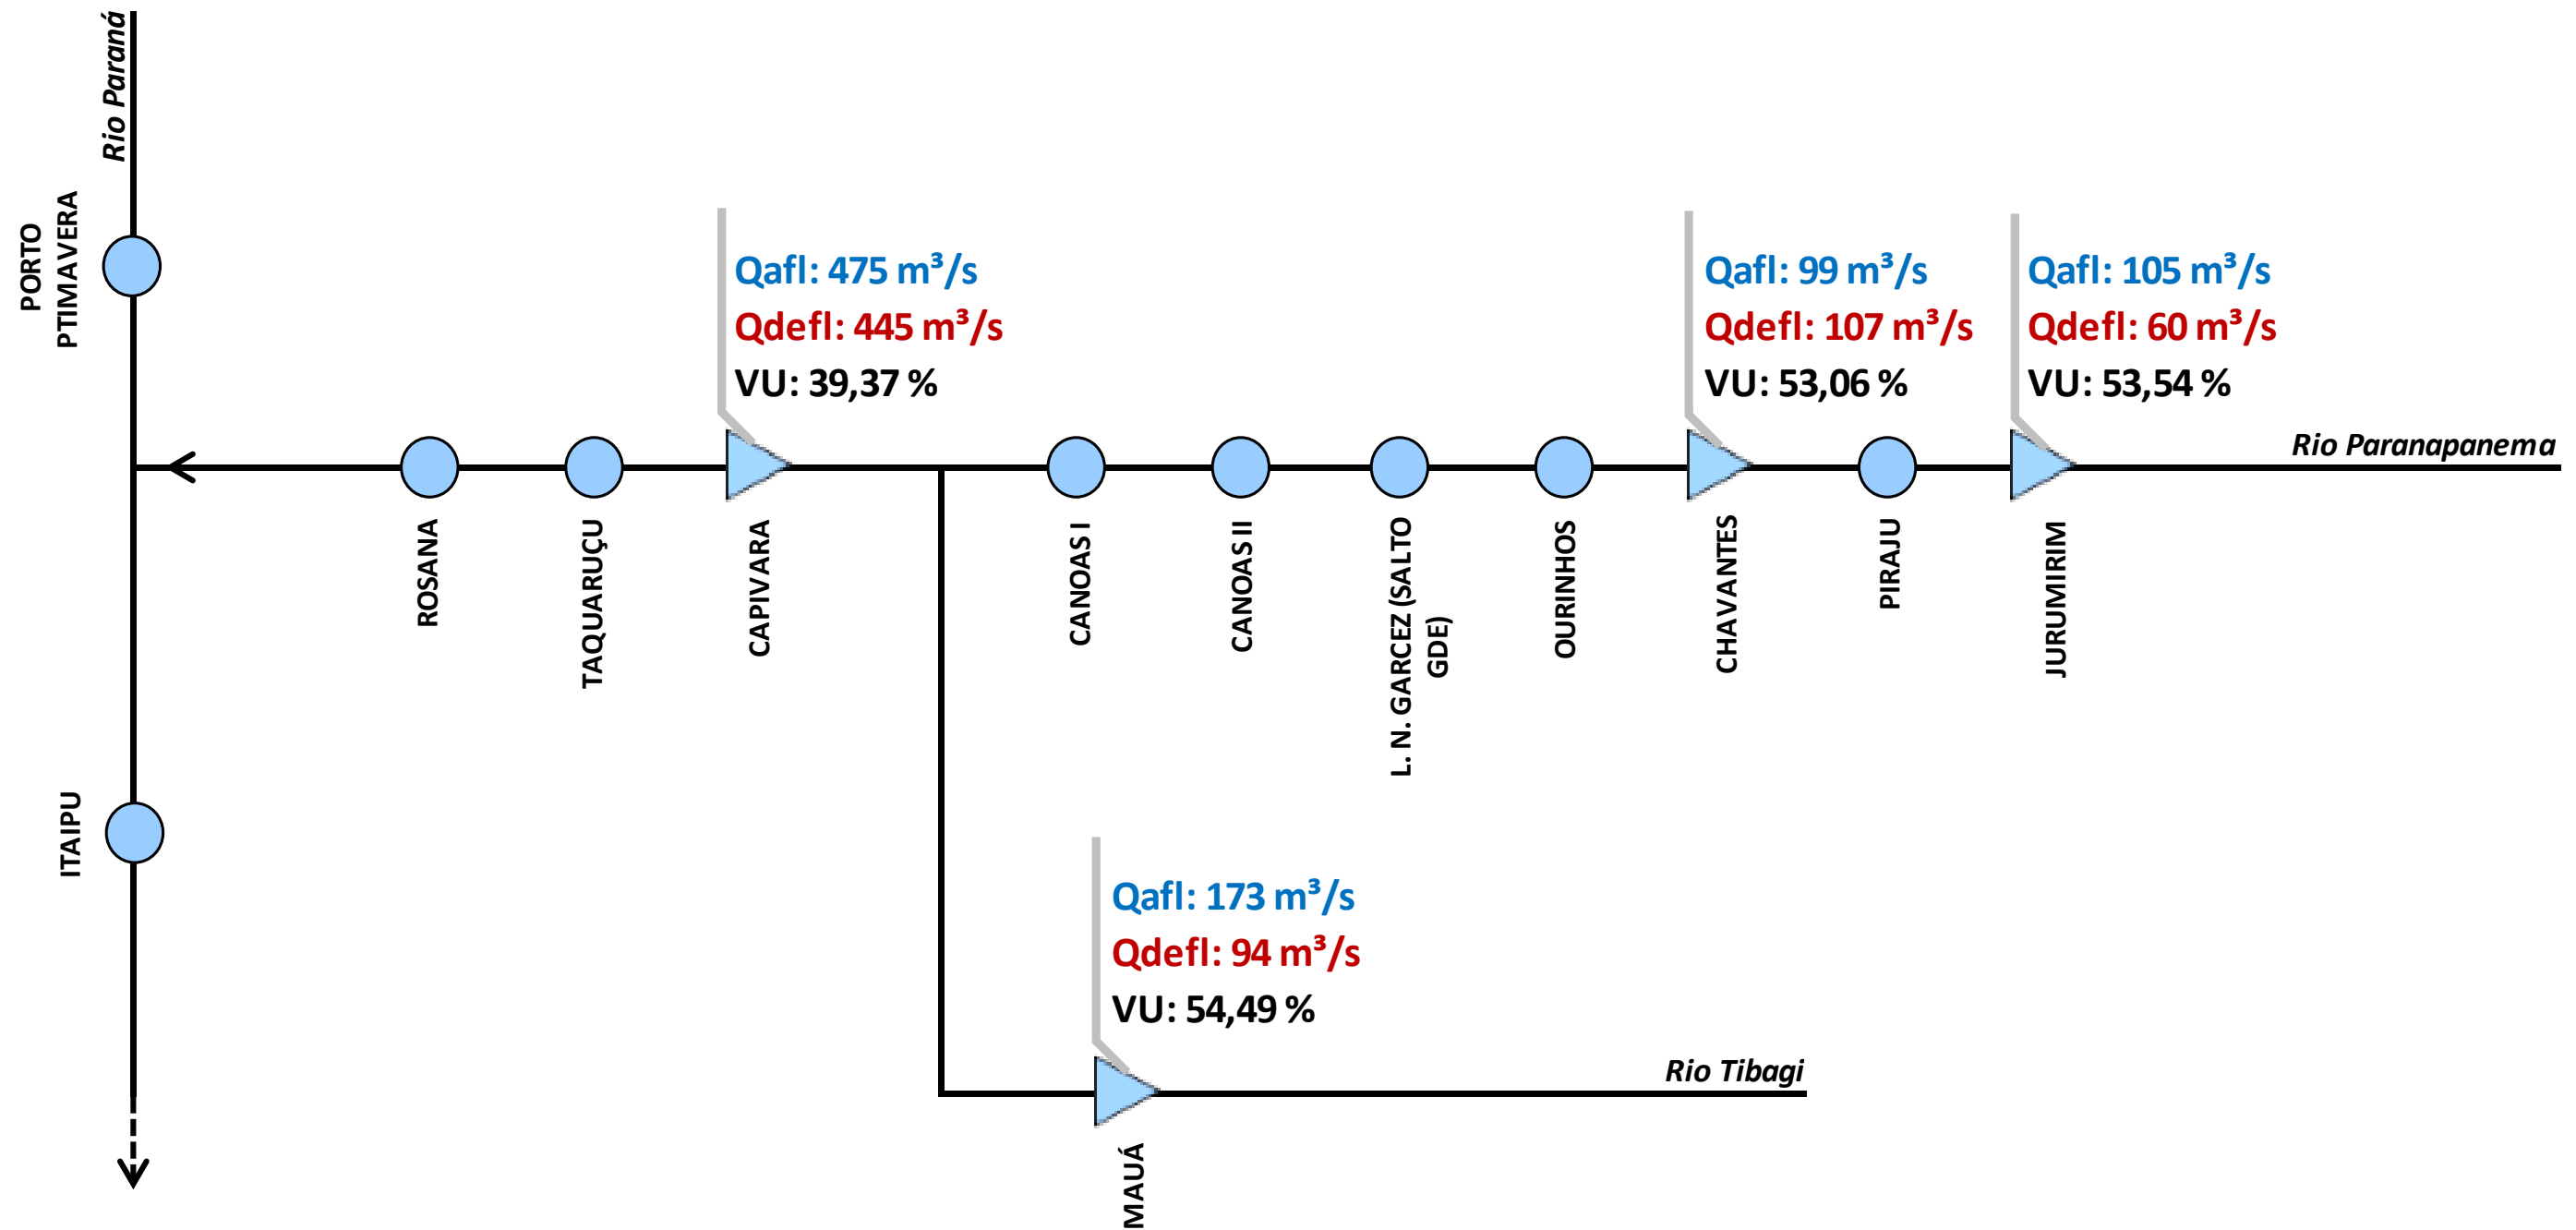 Rio Paraná
PORTO
PTIMAVERA
Qafl: 475 m³/s
Qdefl: 445 m³/s
VU: 39,37 %
Qafl: 99 m³/s
Qdefl: 107 m³/s
VU: 53,06 %
Qafl: 105 m³/s
Qdefl: 60 m³/s
VU: 53,54 %
Rio Paranapanema
ROSANA
TAQUARUÇU
CAPIVARA
CANOAS I
CANOAS II
L. N. GARCEZ (SALTO
GDE)
OURINHOS
CHAVANTES
PIRAJU
JURUMIRIM
ITAIPU
Qafl: 173 m³/s
Qdefl: 94 m³/s
VU: 54,49 %
Rio Tibagi
MAUÁ